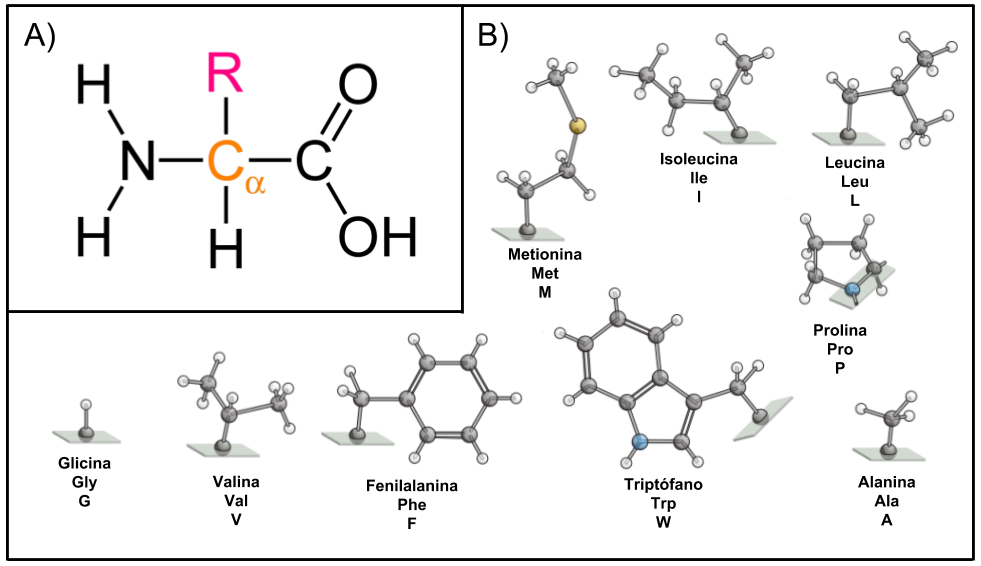 A)
H
R
O
N
C
α
C
H
H
OH
B)
Metionina
Met
M
Isoleucina
Ile
I
Leucina
Leu
L
Prolina
Pro
P
Glicina
Gly
G
Valina
Val
V
Fenilalanina
Phe
F
Triptófano
Trp
W
Alanina
Ala
A